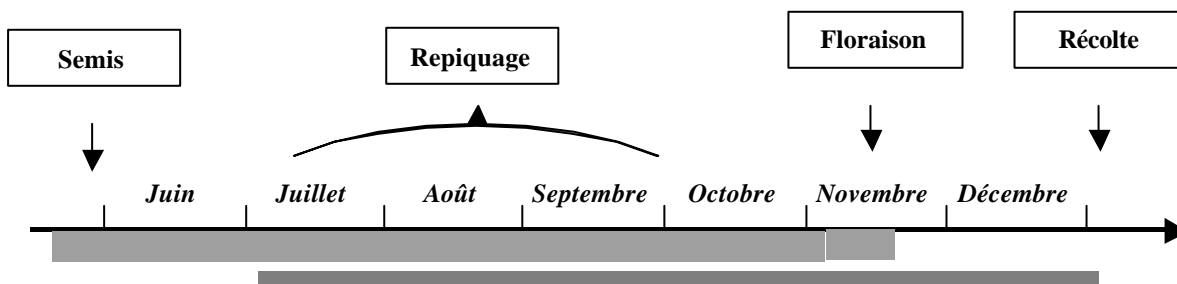 Semis
Repiquage
Floraison
Récolte
Juin Juillet Août Septembre Octobre Novembre Décembre